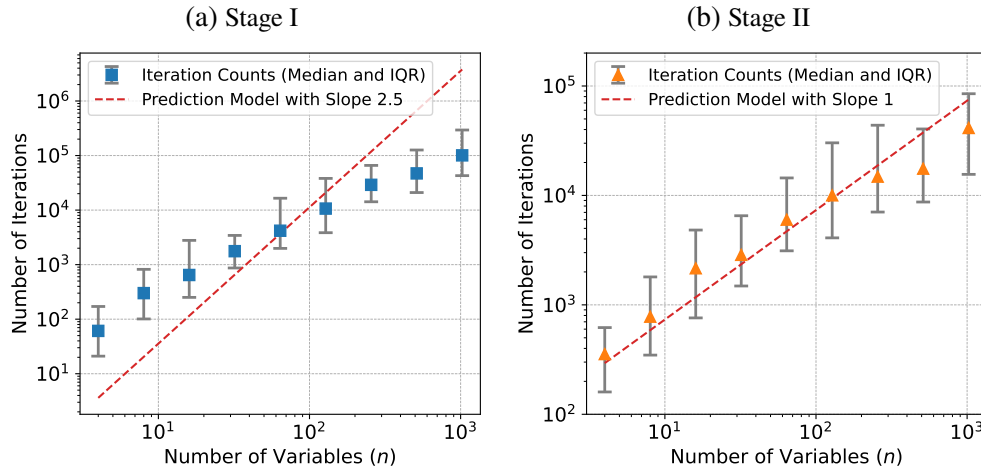 (a) Stage I
Iteration Counts (Median and IQR)
Prediction Model with Slope 2.5
10^6
10^5
10^4
10^3
10^2
10^1
Number of Iterations
10^1
10^2
10^3
Number of Variables (n)
(b) Stage II
Iteration Counts (Median and IQR)
Prediction Model with Slope 1
10^5
10^4
10^3
10^2
Number of Iterations
10^1
10^2
10^3
Number of Variables (n)